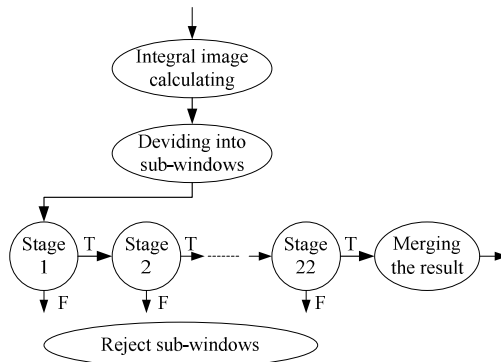 Integral image
calculating
Deviding into
sub-windows
Stage
1
T
Stage
2
T
Stage
22
T
Merging
the result
F
F
F
Reject sub-windows